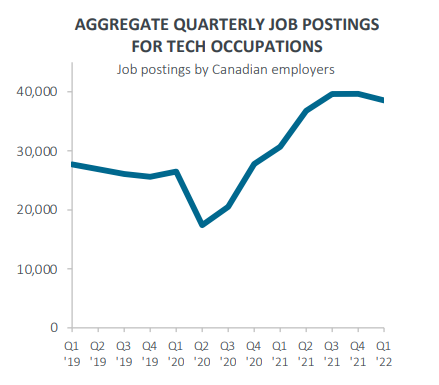 AGGREGATE QUARTERLY JOB POSTINGS
FOR TECH OCCUPATIONS
Job postings by Canadian employers
40,000
30,000
20,000
10,000
0
Q1 Q2 Q3 Q4 Q1 Q2 Q3 Q4 Q1 Q2 Q3 Q4 Q1
'19 '19 '19 '19 '20 '20 '20 '20 '21 '21 '21 '21 '22